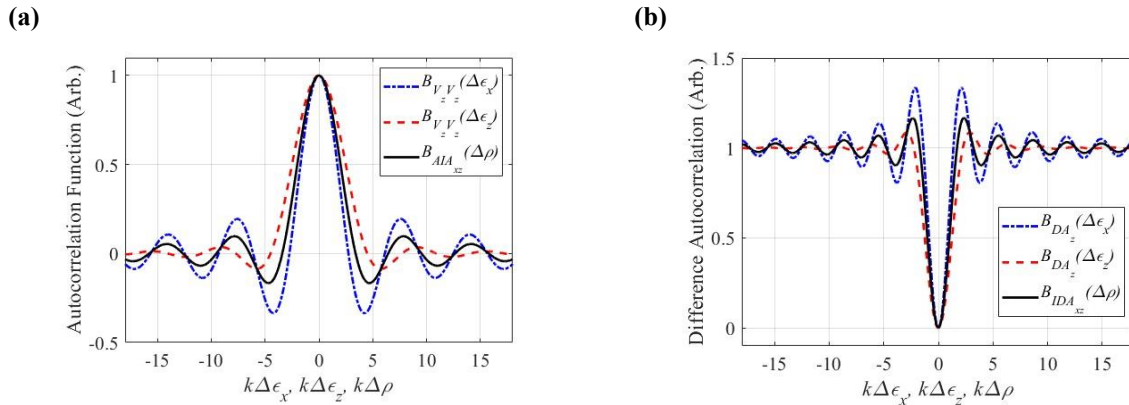 (a)
Autocorrelation Function (Arb.)
1
0.5
0
-0.5
-15 -10 -5 0 5 10 15
kΔϵ_x, kΔϵ_z, kΔρ
B_{V_zV_z}(Δϵ_x)
B_{V_zV_z}(Δϵ_z)
B_{AIA_{xz}}(Δρ)
(b)
Difference Autocorrelation (Arb.)
1.5
1
0.5
0
-15 -10 -5 0 5 10 15
kΔϵ_x, kΔϵ_z, kΔρ
B_{DA_z}(Δϵ_x)
B_{DA_z}(Δϵ_z)
B_{IDA_{xz}}(Δρ)